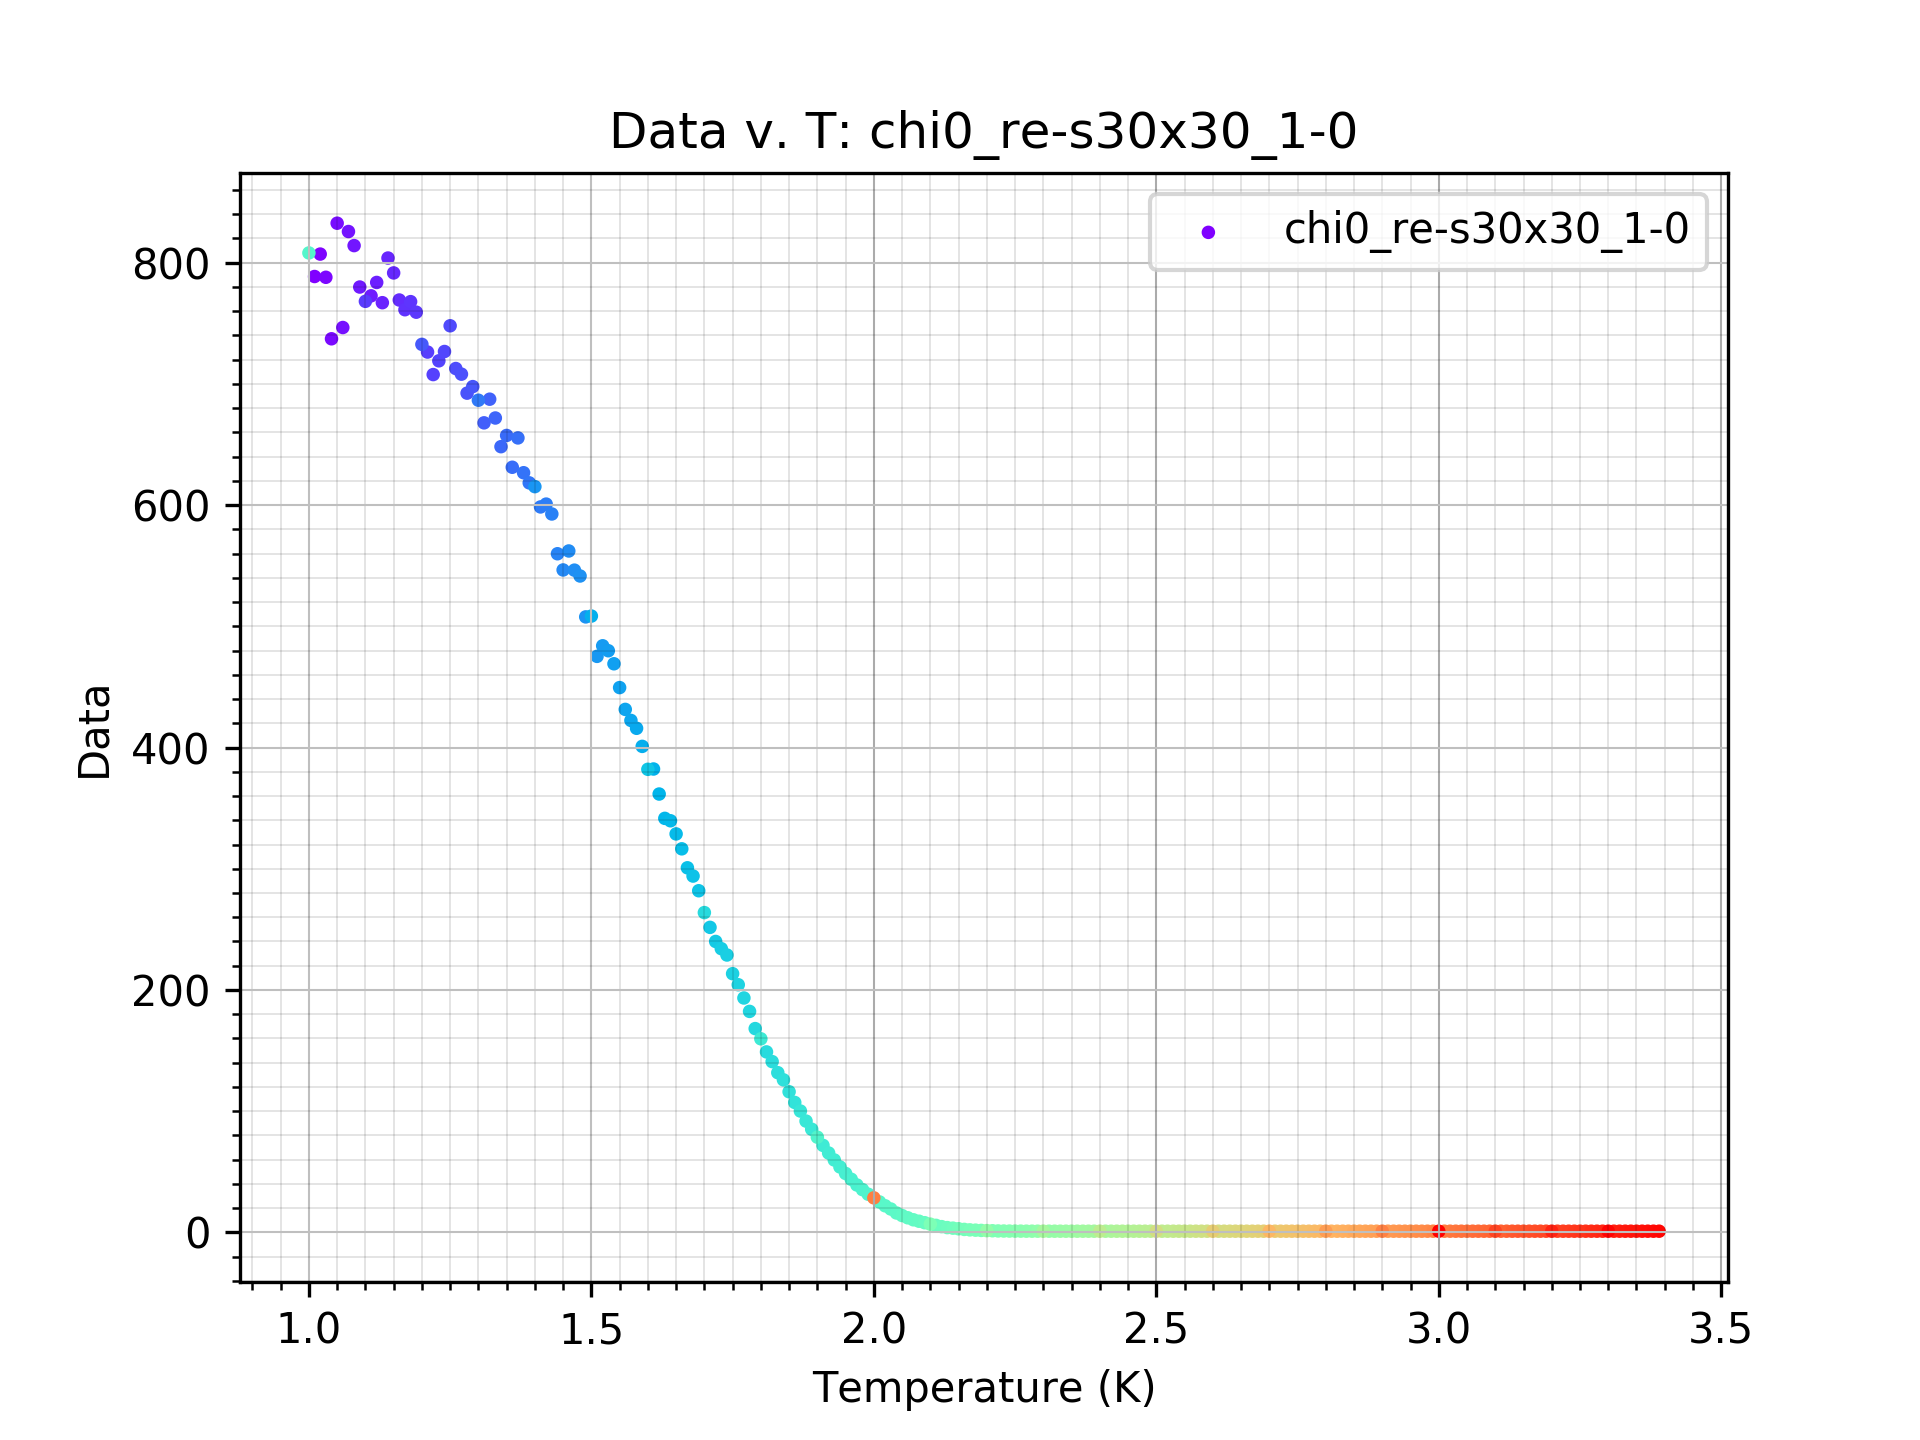 Data v. T: chi0_re-s30x30_1-0
chi0_re-s30x30_1-0
800
600
400
200
0
Data
1.0 1.5 2.0 2.5 3.0 3.5
Temperature (K)